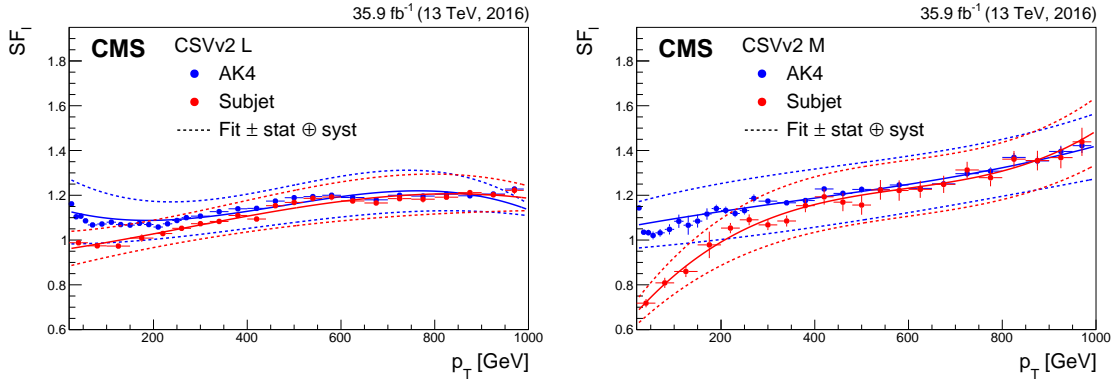 35.9 fb⁻¹ (13 TeV, 2016)
SFₗ
1.8
1.6
1.4
1.2
1
0.8
0.6
CMS
CSVv2 L
AK4
Subjet
Fit ± stat ⊕ syst
200 400 600 800 1000
p_T [GeV]
35.9 fb⁻¹ (13 TeV, 2016)
SFₗ
1.8
1.6
1.4
1.2
1
0.8
0.6
CMS
CSVv2 M
AK4
Subjet
Fit ± stat ⊕ syst
200 400 600 800 1000
p_T [GeV]